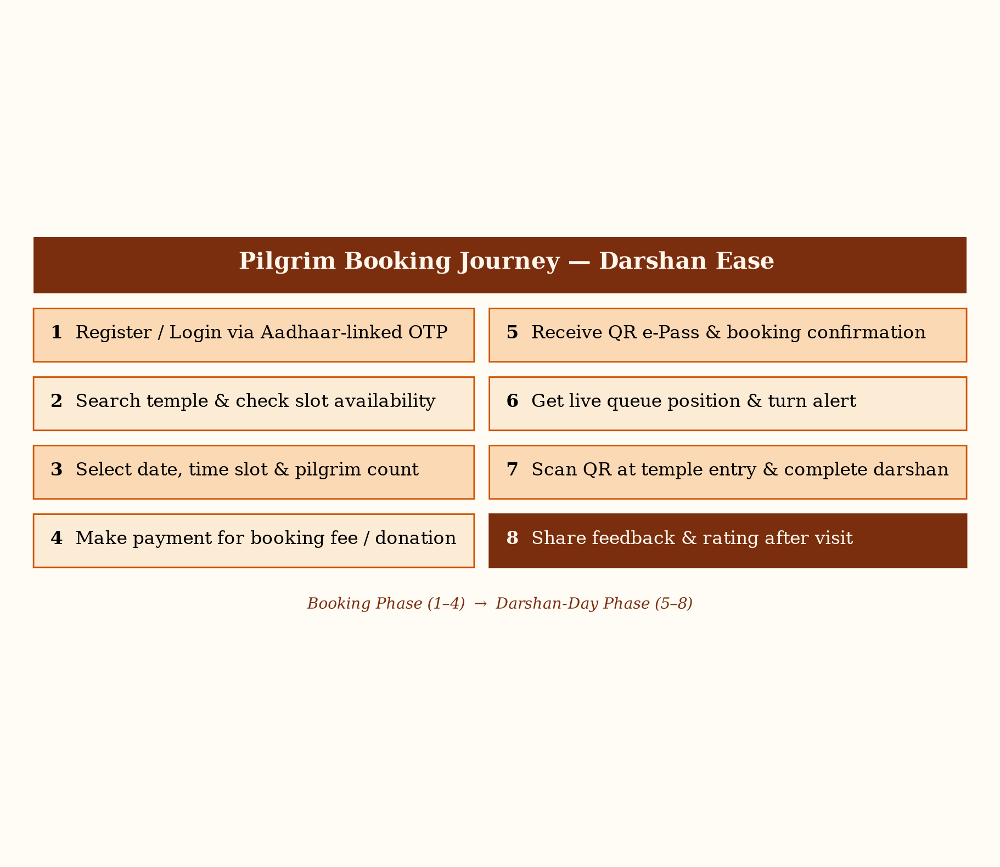 Pilgrim Booking Journey — Darshan Ease
1 Register / Login via Aadhaar-linked OTP
2 Search temple & check slot availability
3 Select date, time slot & pilgrim count
4 Make payment for booking fee / donation
5 Receive QR e-Pass & booking confirmation
6 Get live queue position & turn alert
7 Scan QR at temple entry & complete darshan
8 Share feedback & rating after visit
Booking Phase (1–4) → Darshan-Day Phase (5–8)